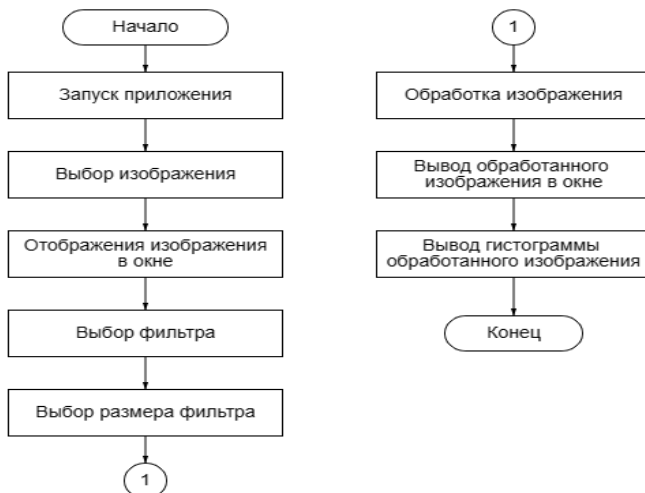 Начало
Запуск приложения
Выбор изображения
Отображения изображения
в окне
Выбор фильтра
Выбор размера фильтра
1
1
Обработка изображения
Вывод обработанного
изображения в окне
Вывод гистограммы
обработанного изображения
Конец